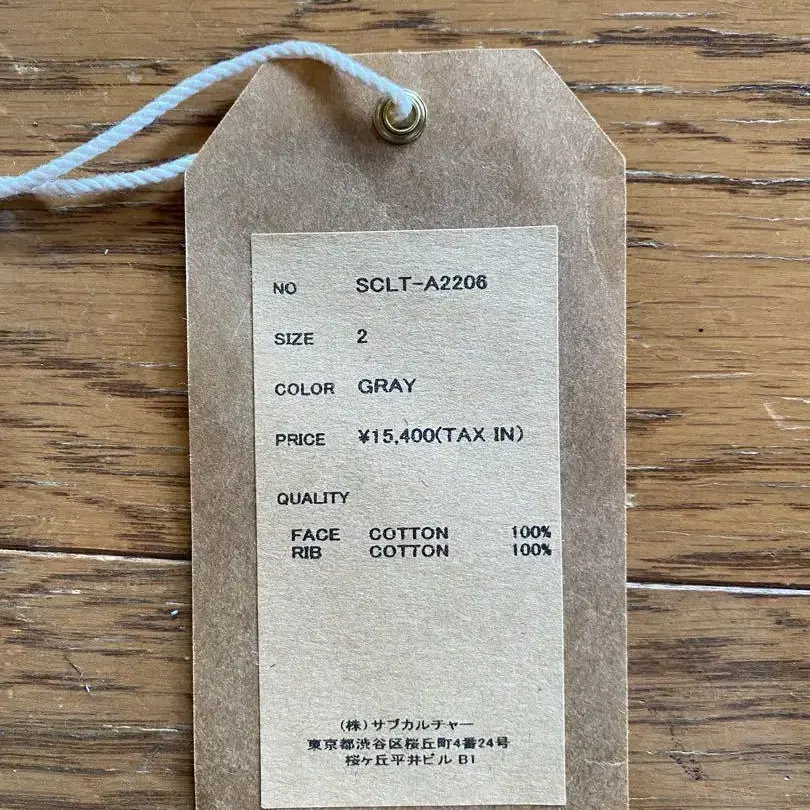 NO SCLT-A2206
SIZE 2
COLOR GRAY
PRICE ¥15,400(TAX IN)
QUALITY
FACE COTTON 100%
RIB COTTON 100%
(株)サブカルチャー
東京都渋谷区桜丘町4番24号
桜ヶ丘平井ビル B1